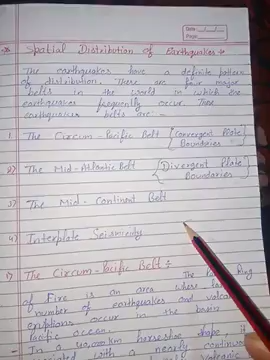 Date
Page
Spatial Distribution of Earthquakes →
The earthquakes have a definite pattern
of distribution. There are four major
belts in the world in which the
earthquakes frequently occur. These
earthquakes belts are :-
1. The Circum-Pacific Belt [Convergent Plate
Boundaries]
2) The Mid-Atlantic Belt [Divergent Plate
Boundaries]
3) The Mid-Continent Belt
4) Interplate Seismicity
1) The Circum-Pacific Belt :
The Ring
of Fire is an area where
number of earthquakes and
eruptions occur in the basin
Pacific ocean.
- In a horseshoe shape, it
associated with a nearly